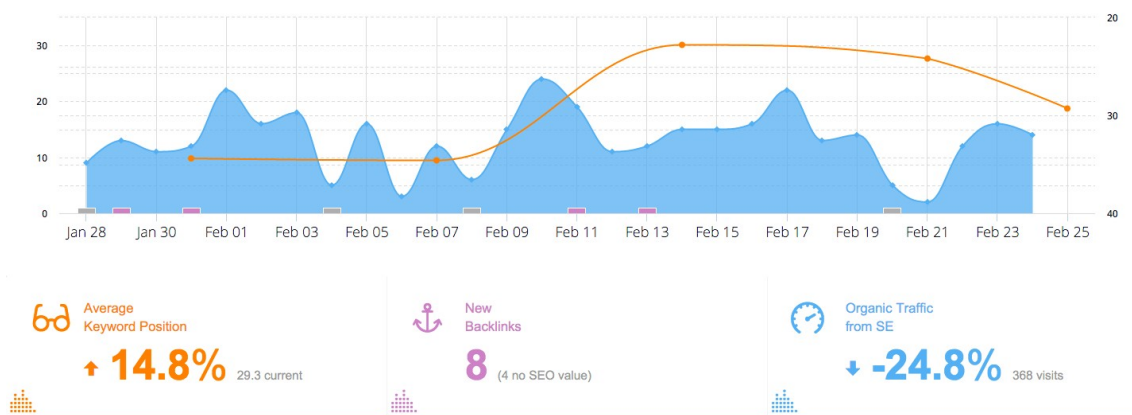 30
20
10
0
20
30
40
Jan 28 Jan 30 Feb 01 Feb 03 Feb 05 Feb 07 Feb 09 Feb 11 Feb 13 Feb 15 Feb 17 Feb 19 Feb 21 Feb 23 Feb 25
Average
Keyword Position
14.8% 29.3 current
New
Backlinks
8 (4 no SEO value)
Organic Traffic
from SE
-24.8% 368 visits